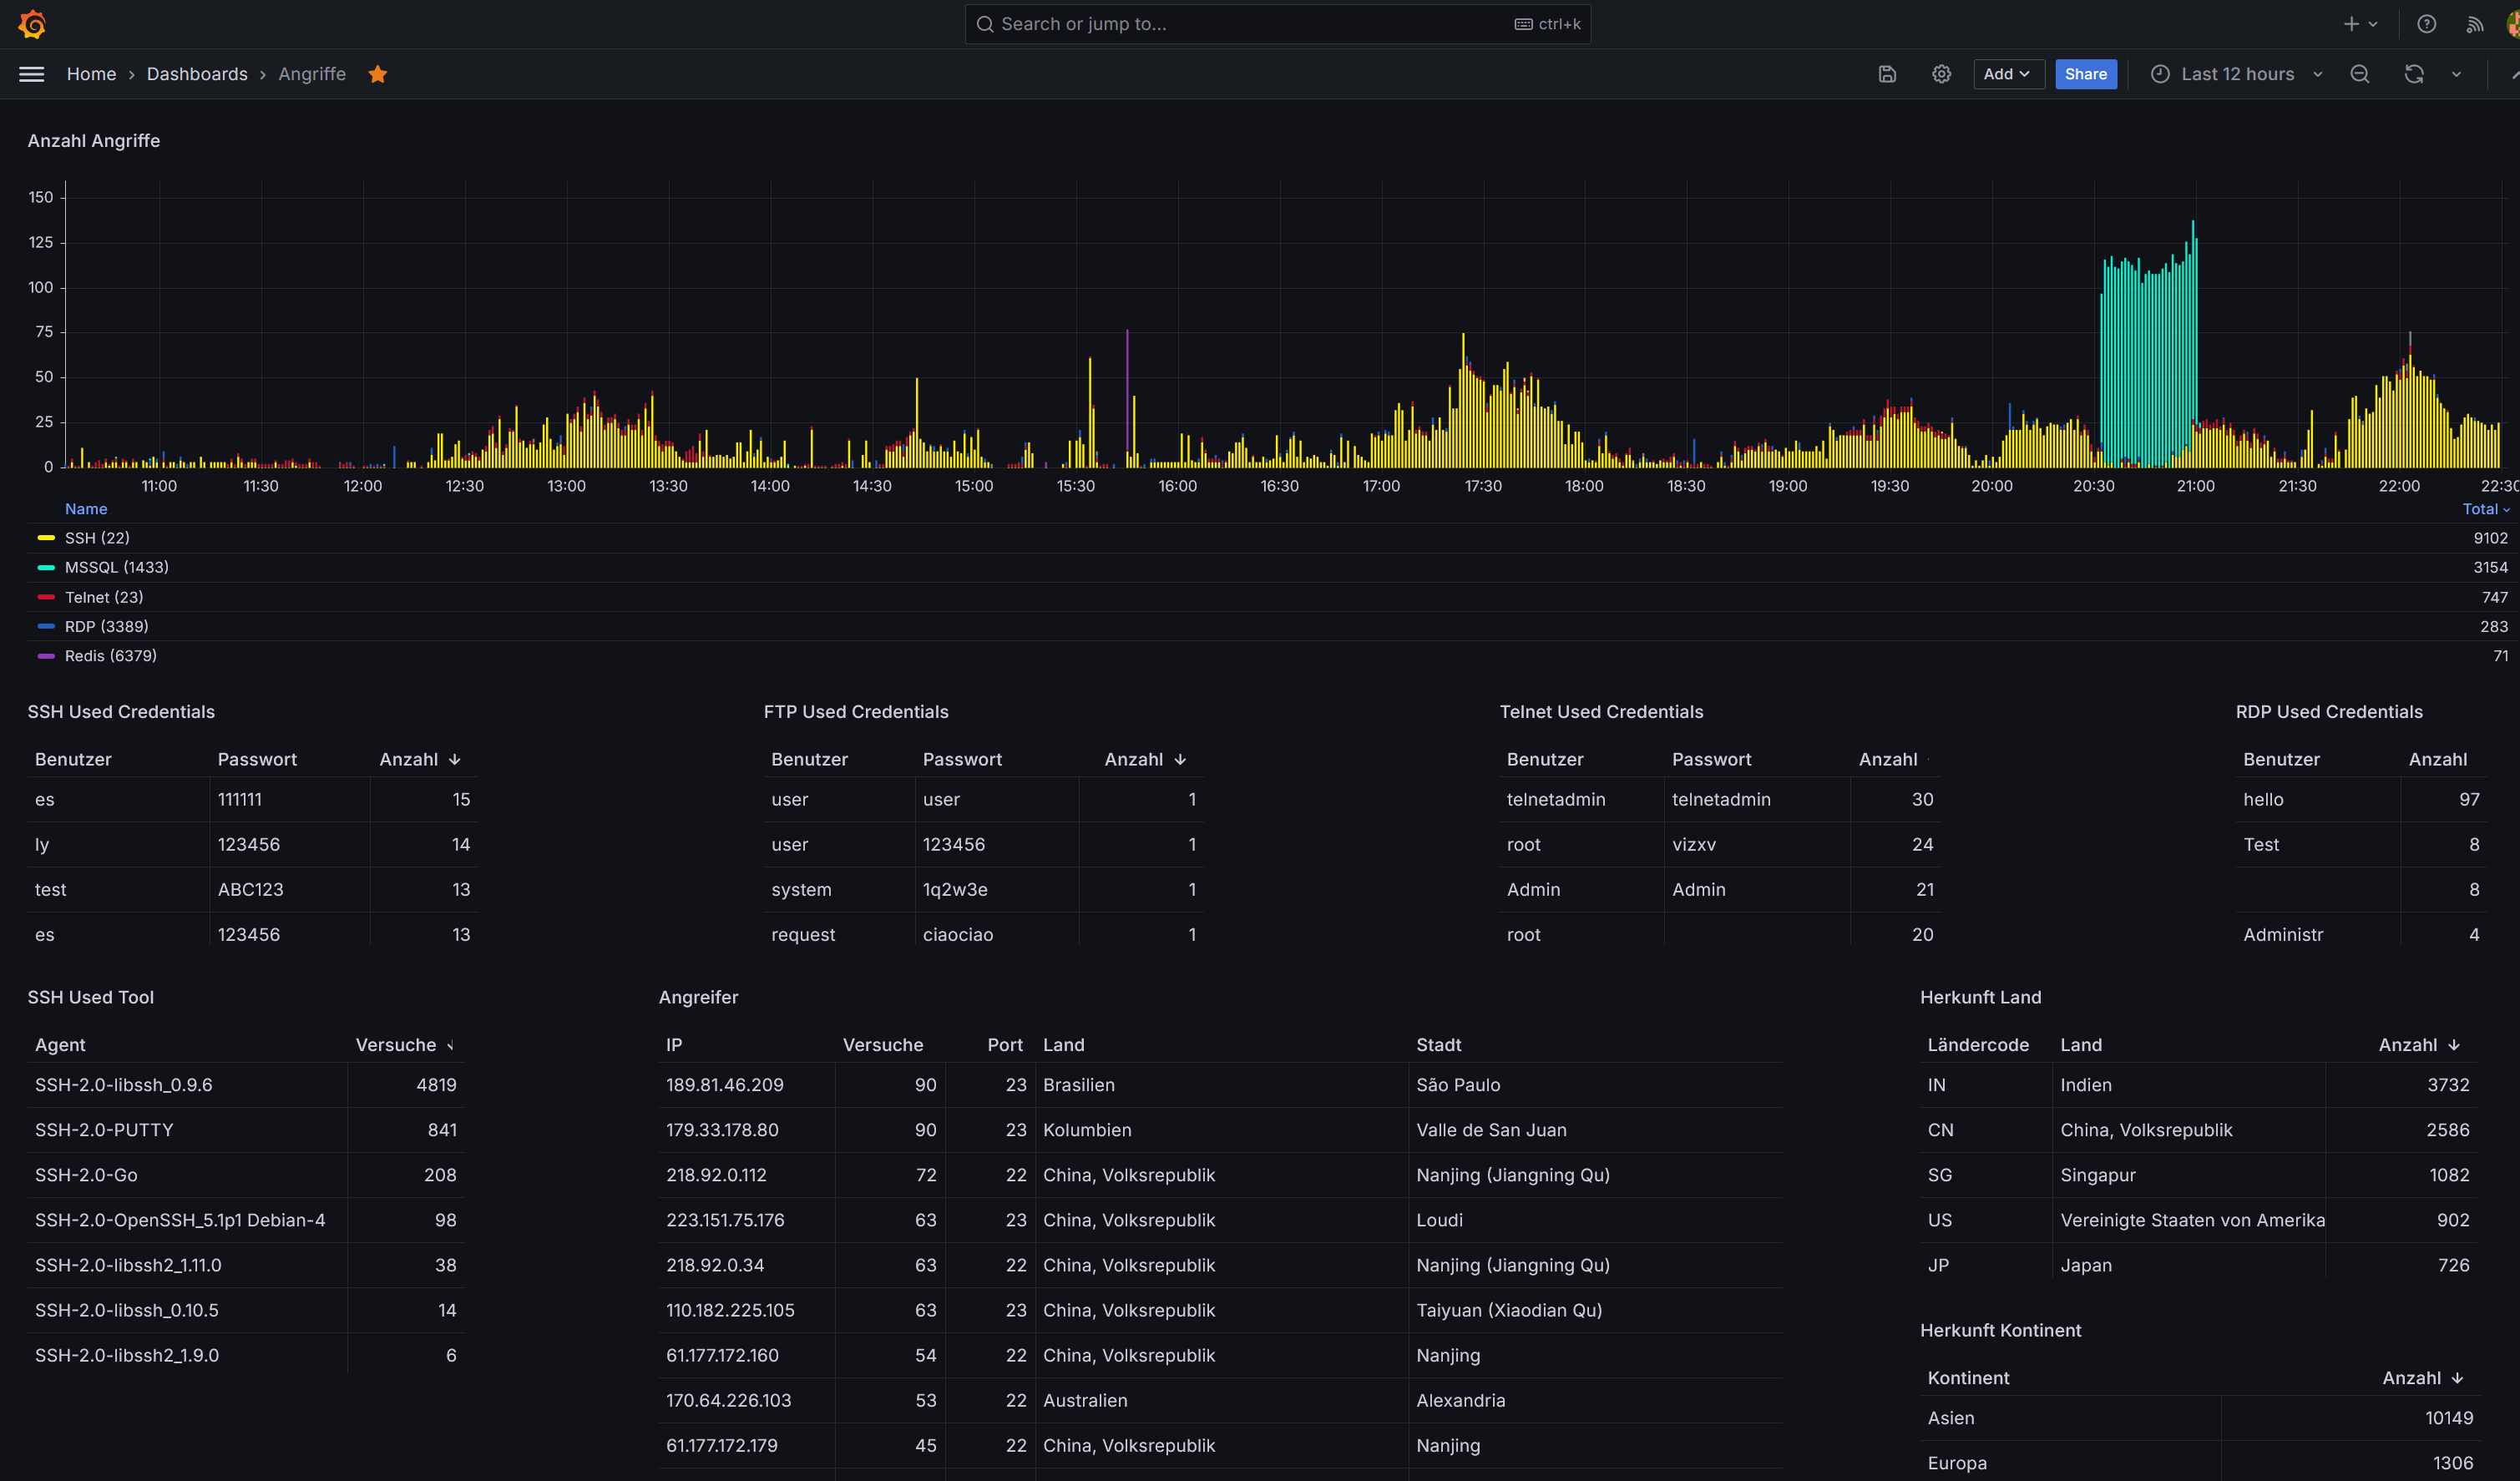 Search or jump to... ctrl+k
Home › Dashboards › Angriffe Add Share Last 12 hours
Anzahl Angriffe
150
125
100
75
50
25
0
11:00 11:30 12:00 12:30 13:00 13:30 14:00 14:30 15:00 15:30 16:00 16:30 17:00 17:30 18:00 18:30 19:00 19:30 20:00 20:30 21:00 21:30 22:00 22:30
Name Total
SSH (22) 9102
MSSQL (1433) 3154
Telnet (23) 747
RDP (3389) 283
Redis (6379) 71
SSH Used Credentials
Benutzer Passwort Anzahl
es 111111 15
ly 123456 14
test ABC123 13
es 123456 13
FTP Used Credentials
Benutzer Passwort Anzahl
user user 1
user 123456 1
system 1q2w3e 1
request ciaociao 1
Telnet Used Credentials
Benutzer Passwort Anzahl
telnetadmin telnetadmin 30
root vizxv 24
Admin Admin 21
root 20
RDP Used Credentials
Benutzer Anzahl
hello 97
Test 8
8
Administr 4
SSH Used Tool
Agent Versuche
SSH-2.0-libssh_0.9.6 4819
SSH-2.0-PUTTY 841
SSH-2.0-Go 208
SSH-2.0-OpenSSH_5.1p1 Debian-4 98
SSH-2.0-libssh2_1.11.0 38
SSH-2.0-libssh_0.10.5 14
SSH-2.0-libssh2_1.9.0 6
Angreifer
IP Versuche Port Land Stadt
189.81.46.209 90 23 Brasilien São Paulo
179.33.178.80 90 23 Kolumbien Valle de San Juan
218.92.0.112 72 22 China, Volksrepublik Nanjing (Jiangning Qu)
223.151.75.176 63 23 China, Volksrepublik Loudi
218.92.0.34 63 22 China, Volksrepublik Nanjing (Jiangning Qu)
110.182.225.105 63 23 China, Volksrepublik Taiyuan (Xiaodian Qu)
61.177.172.160 54 22 China, Volksrepublik Nanjing
170.64.226.103 53 22 Australien Alexandria
61.177.172.179 45 22 China, Volksrepublik Nanjing
Herkunft Land
Ländercode Land Anzahl
IN Indien 3732
CN China, Volksrepublik 2586
SG Singapur 1082
US Vereinigte Staaten von Amerika 902
JP Japan 726
Herkunft Kontinent
Kontinent Anzahl
Asien 10149
Europa 1306